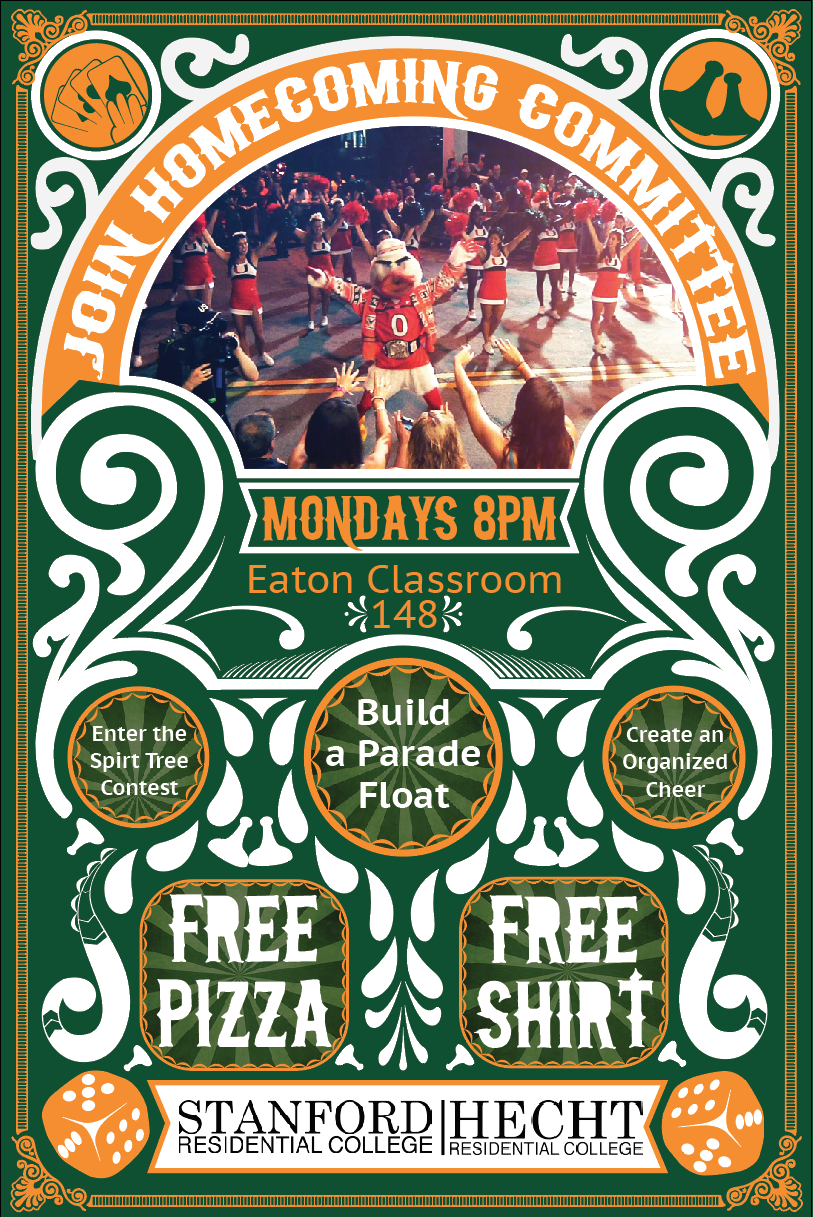 JOIN HOMECOMING COMMITTEE
O
MONDAYS 8PM
Eaton Classroom
148
Enter the
Spirt Tree
Contest
Build
a Parade
Float
Create an
Organized
Cheer
FREE
PIZZA
FREE
SHIRT
STANFORD
RESIDENTIAL COLLEGE
HECHT
RESIDENTIAL COLLEGE